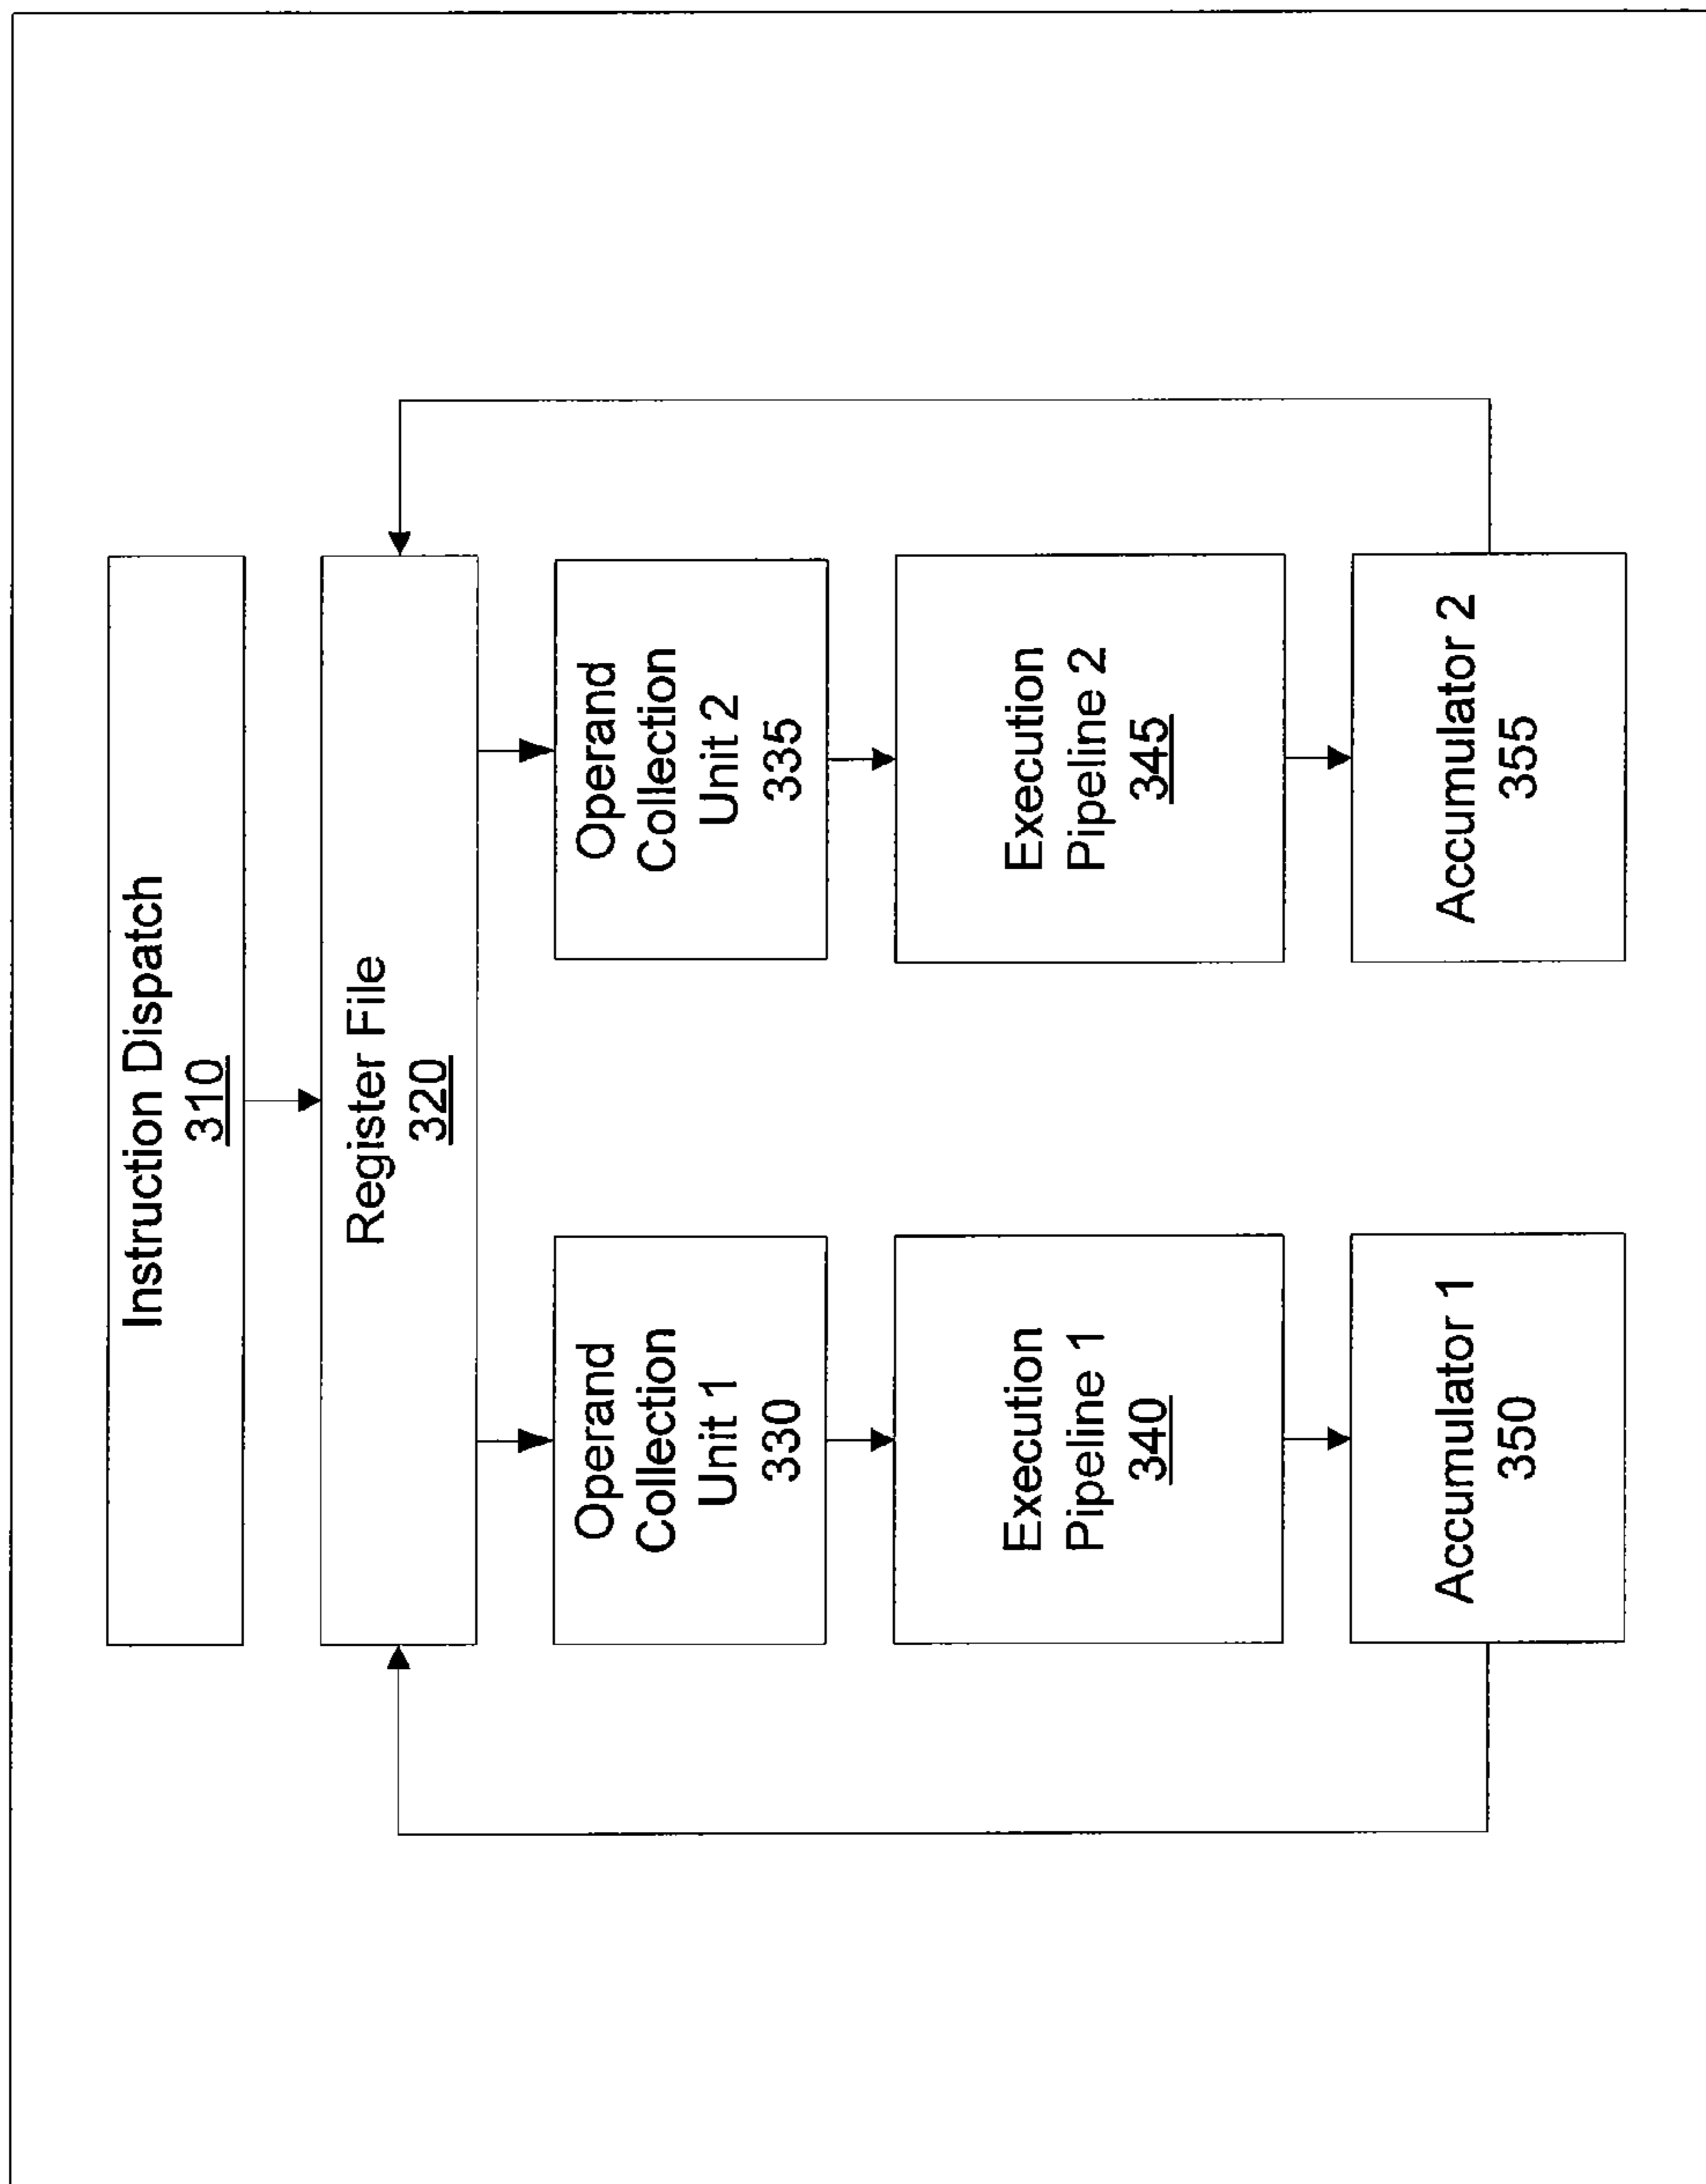 Instruction Dispatch
310
Register File
320
Operand
Collection
Unit 1
330
Operand
Collection
Unit 2
335
Execution
Pipeline 1
340
Execution
Pipeline 2
345
Accumulator 1
350
Accumulator 2
355